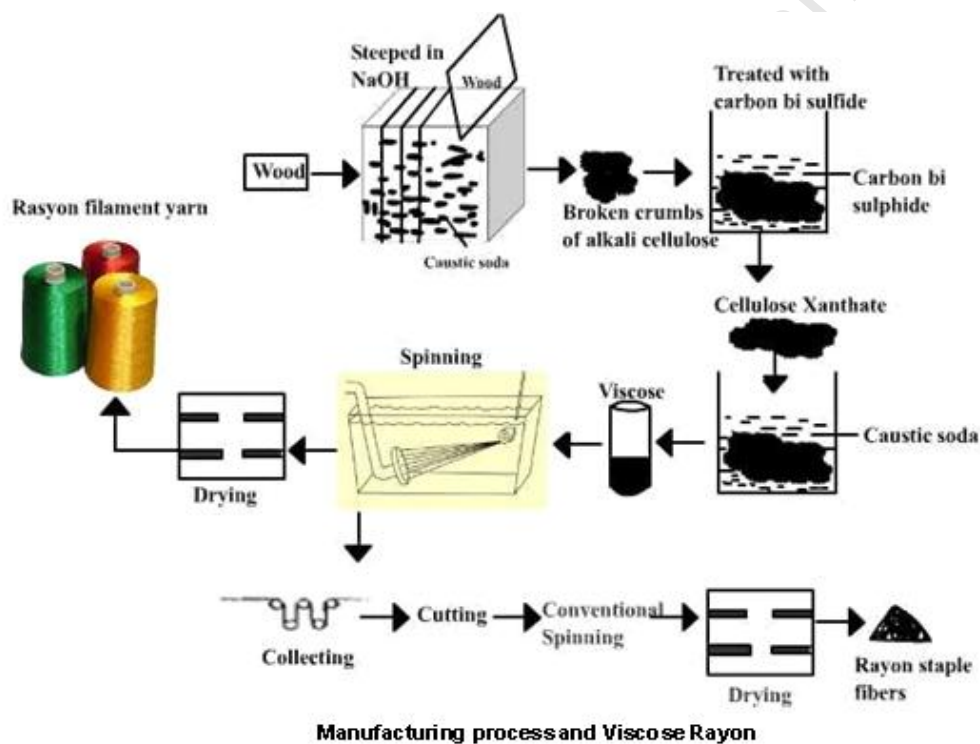 Steeped in
NaOH
Wood
Treated with
carbon bi sulfide
Wood
Carbon bi
sulphide
Broken crumbs
of alkali cellulose
Caustic soda
Rasyon filament yarn
Cellulose Xanthate
Spinning
Viscose
Caustic soda
Drying
Collecting
Cutting
Conventional
Spinning
Drying
Rayon staple
fibers
Manufacturing process and Viscose Rayon